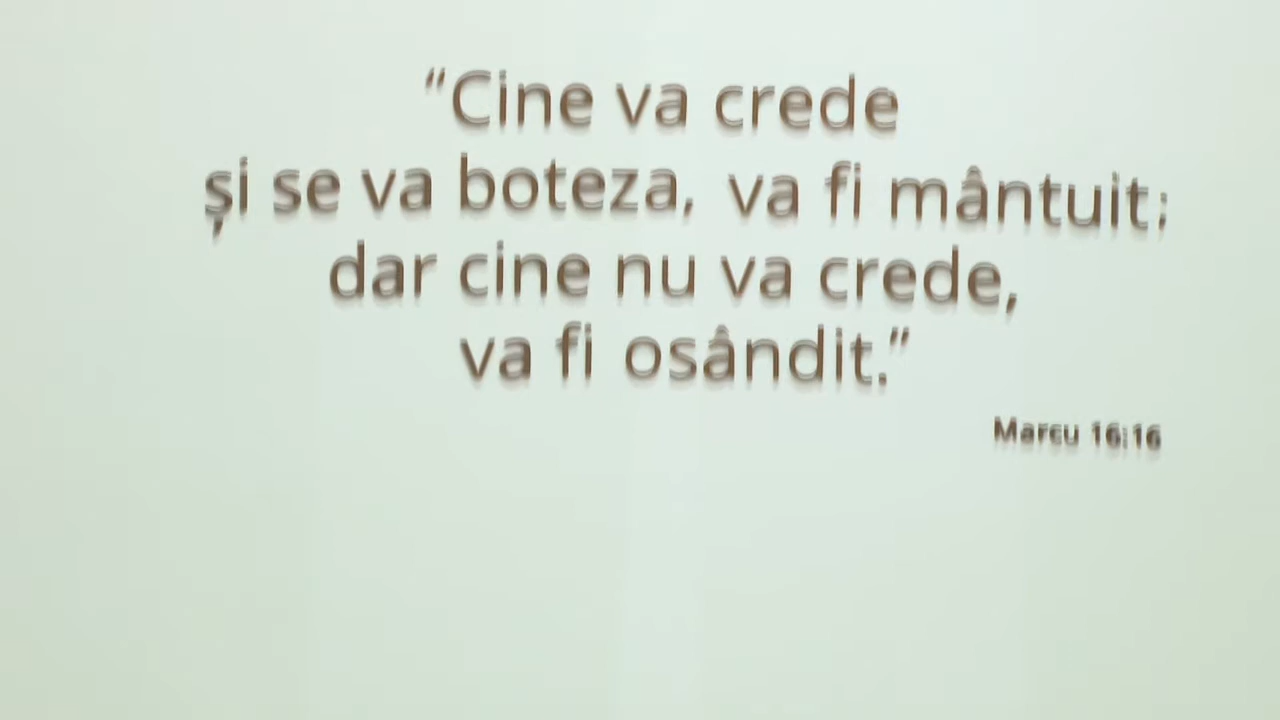 “Cine va crede
și se va boteza, va fi mântuit;
dar cine nu va crede,
va fi osândit.”
Marcu 16:16